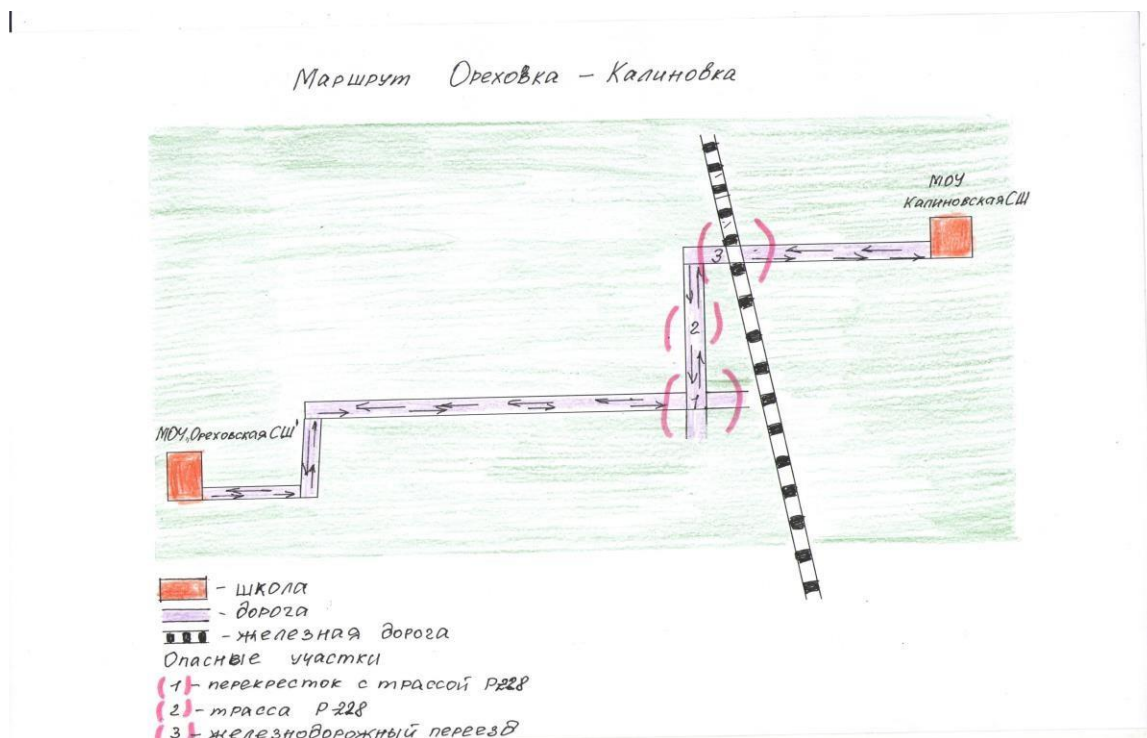 Маршрут Ореховка – Калиновка
МОУ
Калиновская СШ
3
2
1
МОУ „Ореховская СШ"
- школа
- дорога
- железная дорога
Опасные участки
(1) - перекресток с трассой Р228
(2) - трасса Р-228
(3 - железнодорожный переезд